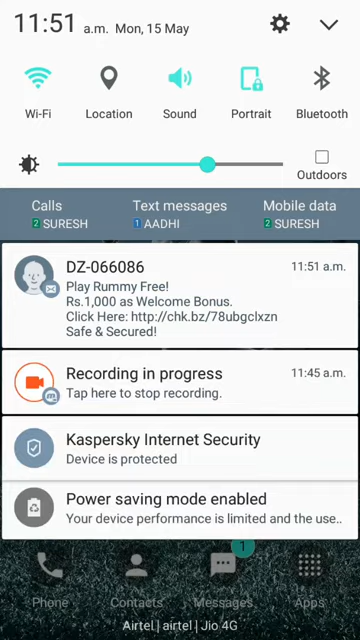 11:51 a.m. Mon, 15 May
Wi-Fi Location Sound Portrait Bluetooth
Outdoors
Calls Text messages Mobile data
2 SURESH 1 AADHI 2 SURESH
DZ-066086 11:51 a.m.
Play Rummy Free!
Rs.1,000 as Welcome Bonus.
Click Here: http://chk.bz/78ubgclxzn
Safe & Secured!
Recording in progress 11:45 a.m.
Tap here to stop recording.
Kaspersky Internet Security
Device is protected
Power saving mode enabled
Your device performance is limited and the use..
1
Phone Contacts Messages Apps
Airtel | airtel | Jio 4G